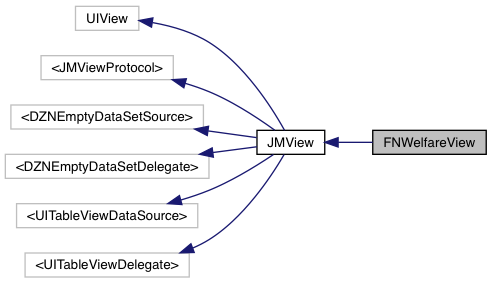 UIView
<JMViewProtocol>
<DZNEmptyDataSetSource>
<DZNEmptyDataSetDelegate>
<UITableViewDataSource>
<UITableViewDelegate>
JMView
FNWelfareView